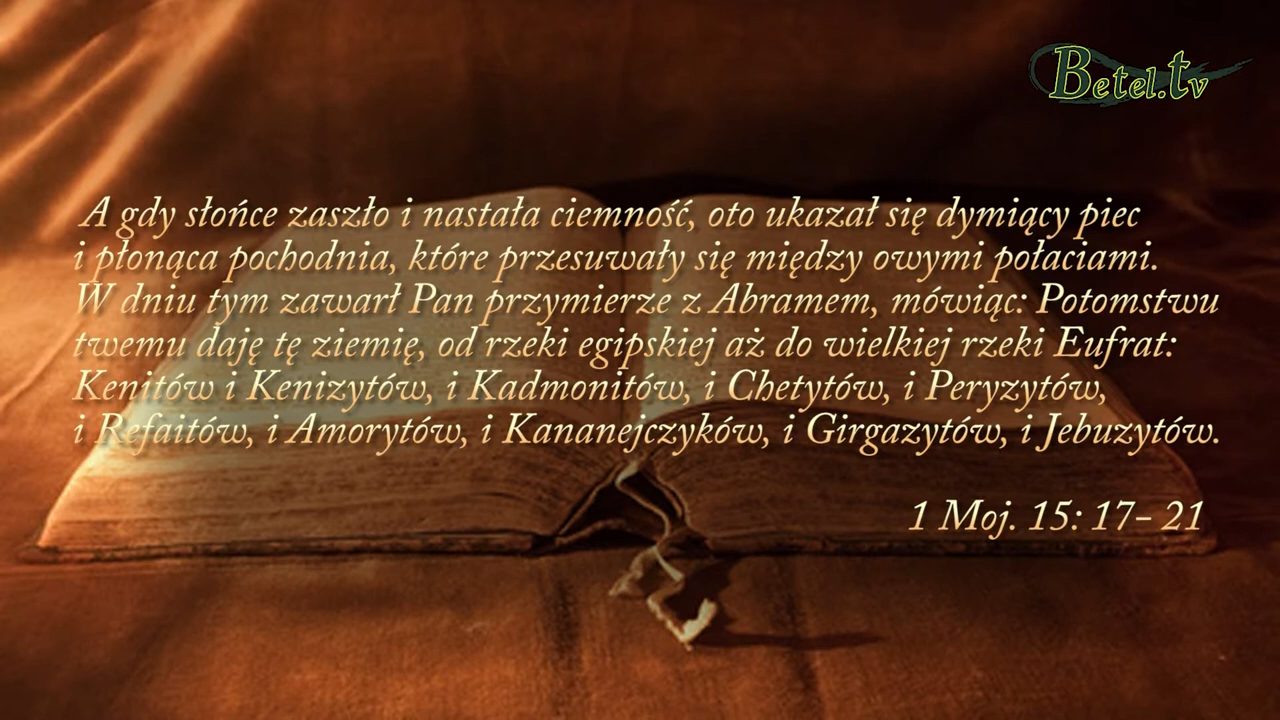 Betel.tv
A gdy słońce zaszło i nastała ciemność, oto ukazał się dymiący piec
i płonąca pochodnia, które przesuwały się między owymi połaciami.
W dniu tym zawarł Pan przymierze z Abramem, mówiąc: Potomstwu
twemu daję tę ziemię, od rzeki egipskiej aż do wielkiej rzeki Eufrat:
Kenitów i Kenizytów, i Kadmonitów, i Chetytów, i Peryzytów,
i Refaitów, i Amorytów, i Kananejczyków, i Girgazytów, i Jebuzytów.
1 Moj. 15: 17- 21